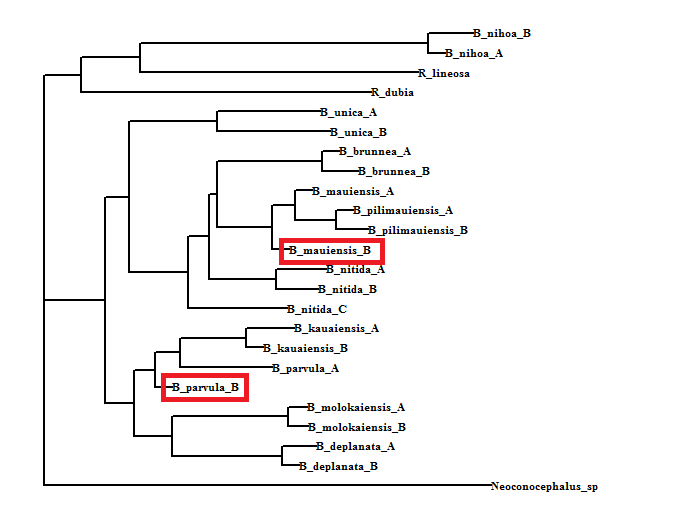 B_nihoa_B
B_nihoa_A
R_lineosa
R_dubia
B_unica_A
B_unica_B
B_brunnea_A
B_brunnea_B
B_mauiensis_A
B_pilimauiensis_A
B_pilimauiensis_B
B_mauiensis_B
B_nitida_A
B_nitida_B
B_nitida_C
B_kauaiensis_A
B_kauaiensis_B
B_parvula_A
B_parvula_B
B_molokaiensis_A
B_molokaiensis_B
B_deplanata_A
B_deplanata_B
Neoconocephalus_sp